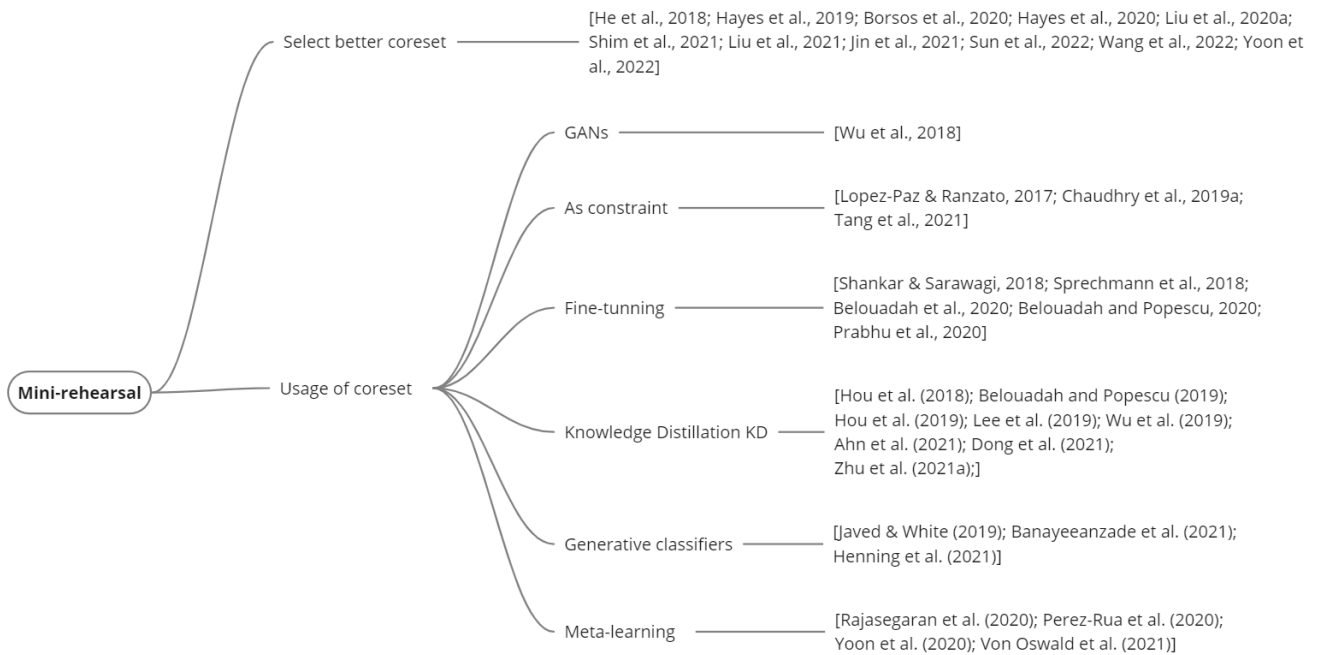 Select better coreset
[He et al., 2018; Hayes et al., 2019; Borsos et al., 2020; Hayes et al., 2020; Liu et al., 2020a;
Shim et al., 2021; Liu et al., 2021; Jin et al., 2021; Sun et al., 2022; Wang et al., 2022; Yoon et
al., 2022]
GANs
[Wu et al., 2018]
As constraint
[Lopez-Paz & Ranzato, 2017; Chaudhry et al., 2019a;
Tang et al., 2021]
Fine-tunning
[Shankar & Sarawagi, 2018; Sprechmann et al., 2018;
Belouadah et al., 2020; Belouadah and Popescu, 2020;
Prabhu et al., 2020]
Mini-rehearsal
Usage of coreset
Knowledge Distillation KD
[Hou et al. (2018); Belouadah and Popescu (2019);
Hou et al. (2019); Lee et al. (2019); Wu et al. (2019);
Ahn et al. (2021); Dong et al. (2021);
Zhu et al. (2021a);]
Generative classifiers
[Javed & White (2019); Banayeeanzade et al. (2021);
Henning et al. (2021)]
Meta-learning
[Rajasegaran et al. (2020); Perez-Rua et al. (2020);
Yoon et al. (2020); Von Oswald et al. (2021)]